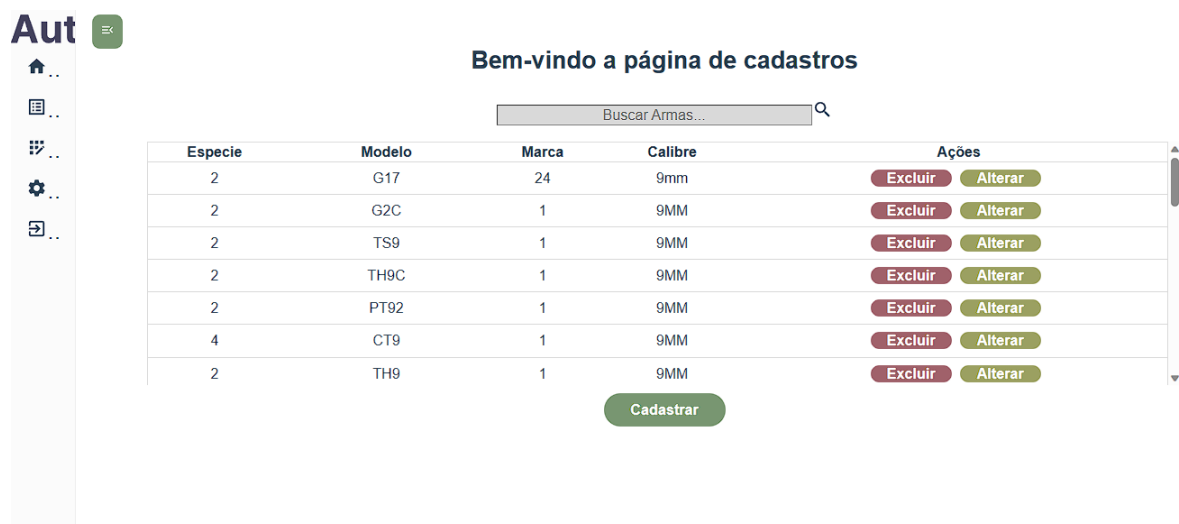 Aut
Bem-vindo a página de cadastros
..
..
Buscar Armas...
..
..
..
Especie Modelo Marca Calibre Ações
2 G17 24 9mm Excluir Alterar
2 G2C 1 9MM Excluir Alterar
2 TS9 1 9MM Excluir Alterar
2 TH9C 1 9MM Excluir Alterar
2 PT92 1 9MM Excluir Alterar
4 CT9 1 9MM Excluir Alterar
2 TH9 1 9MM Excluir Alterar
Cadastrar